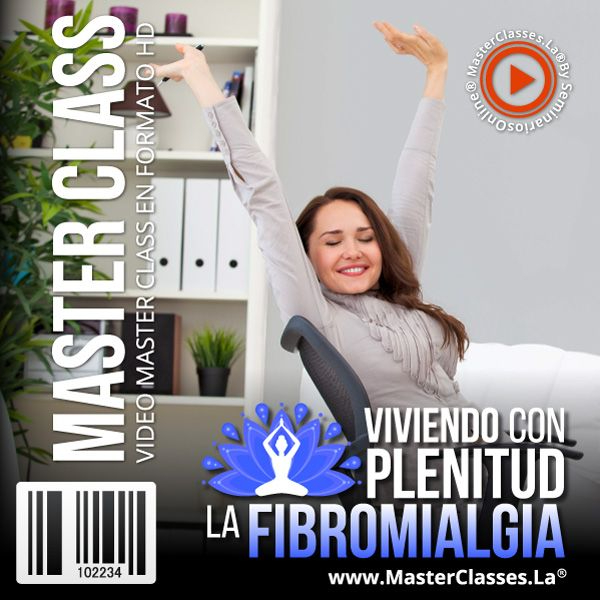 MASTER CLASS
VIDEO MASTER CLASS EN FORMATO HD
MasterClasses.La® By SeminariosOnline®
VIVIENDO CON
PLENITUD
LA FIBROMIALGIA
www.MasterClasses.La®
102234